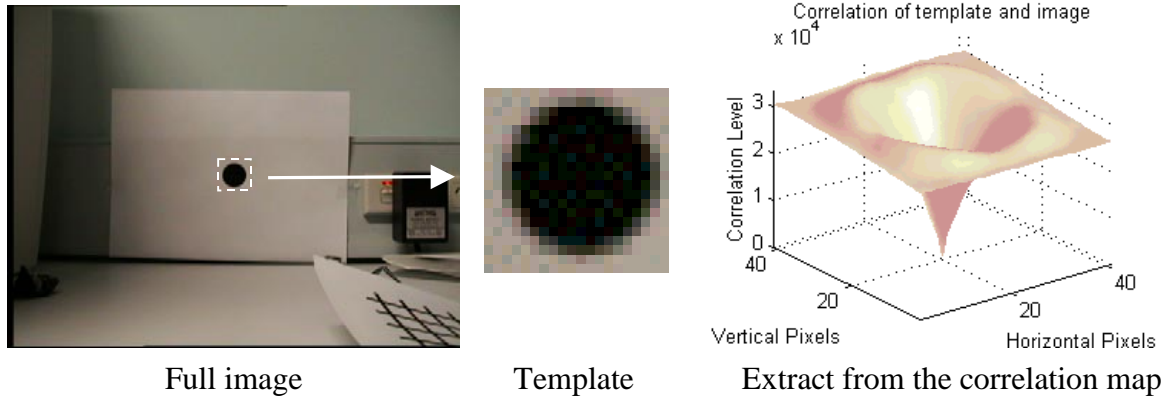 Correlation of template and image
x 10^4
3
2
1
0
Correlation Level
40
20
Vertical Pixels
20
40
Horizontal Pixels
Full image
Template
Extract from the correlation map